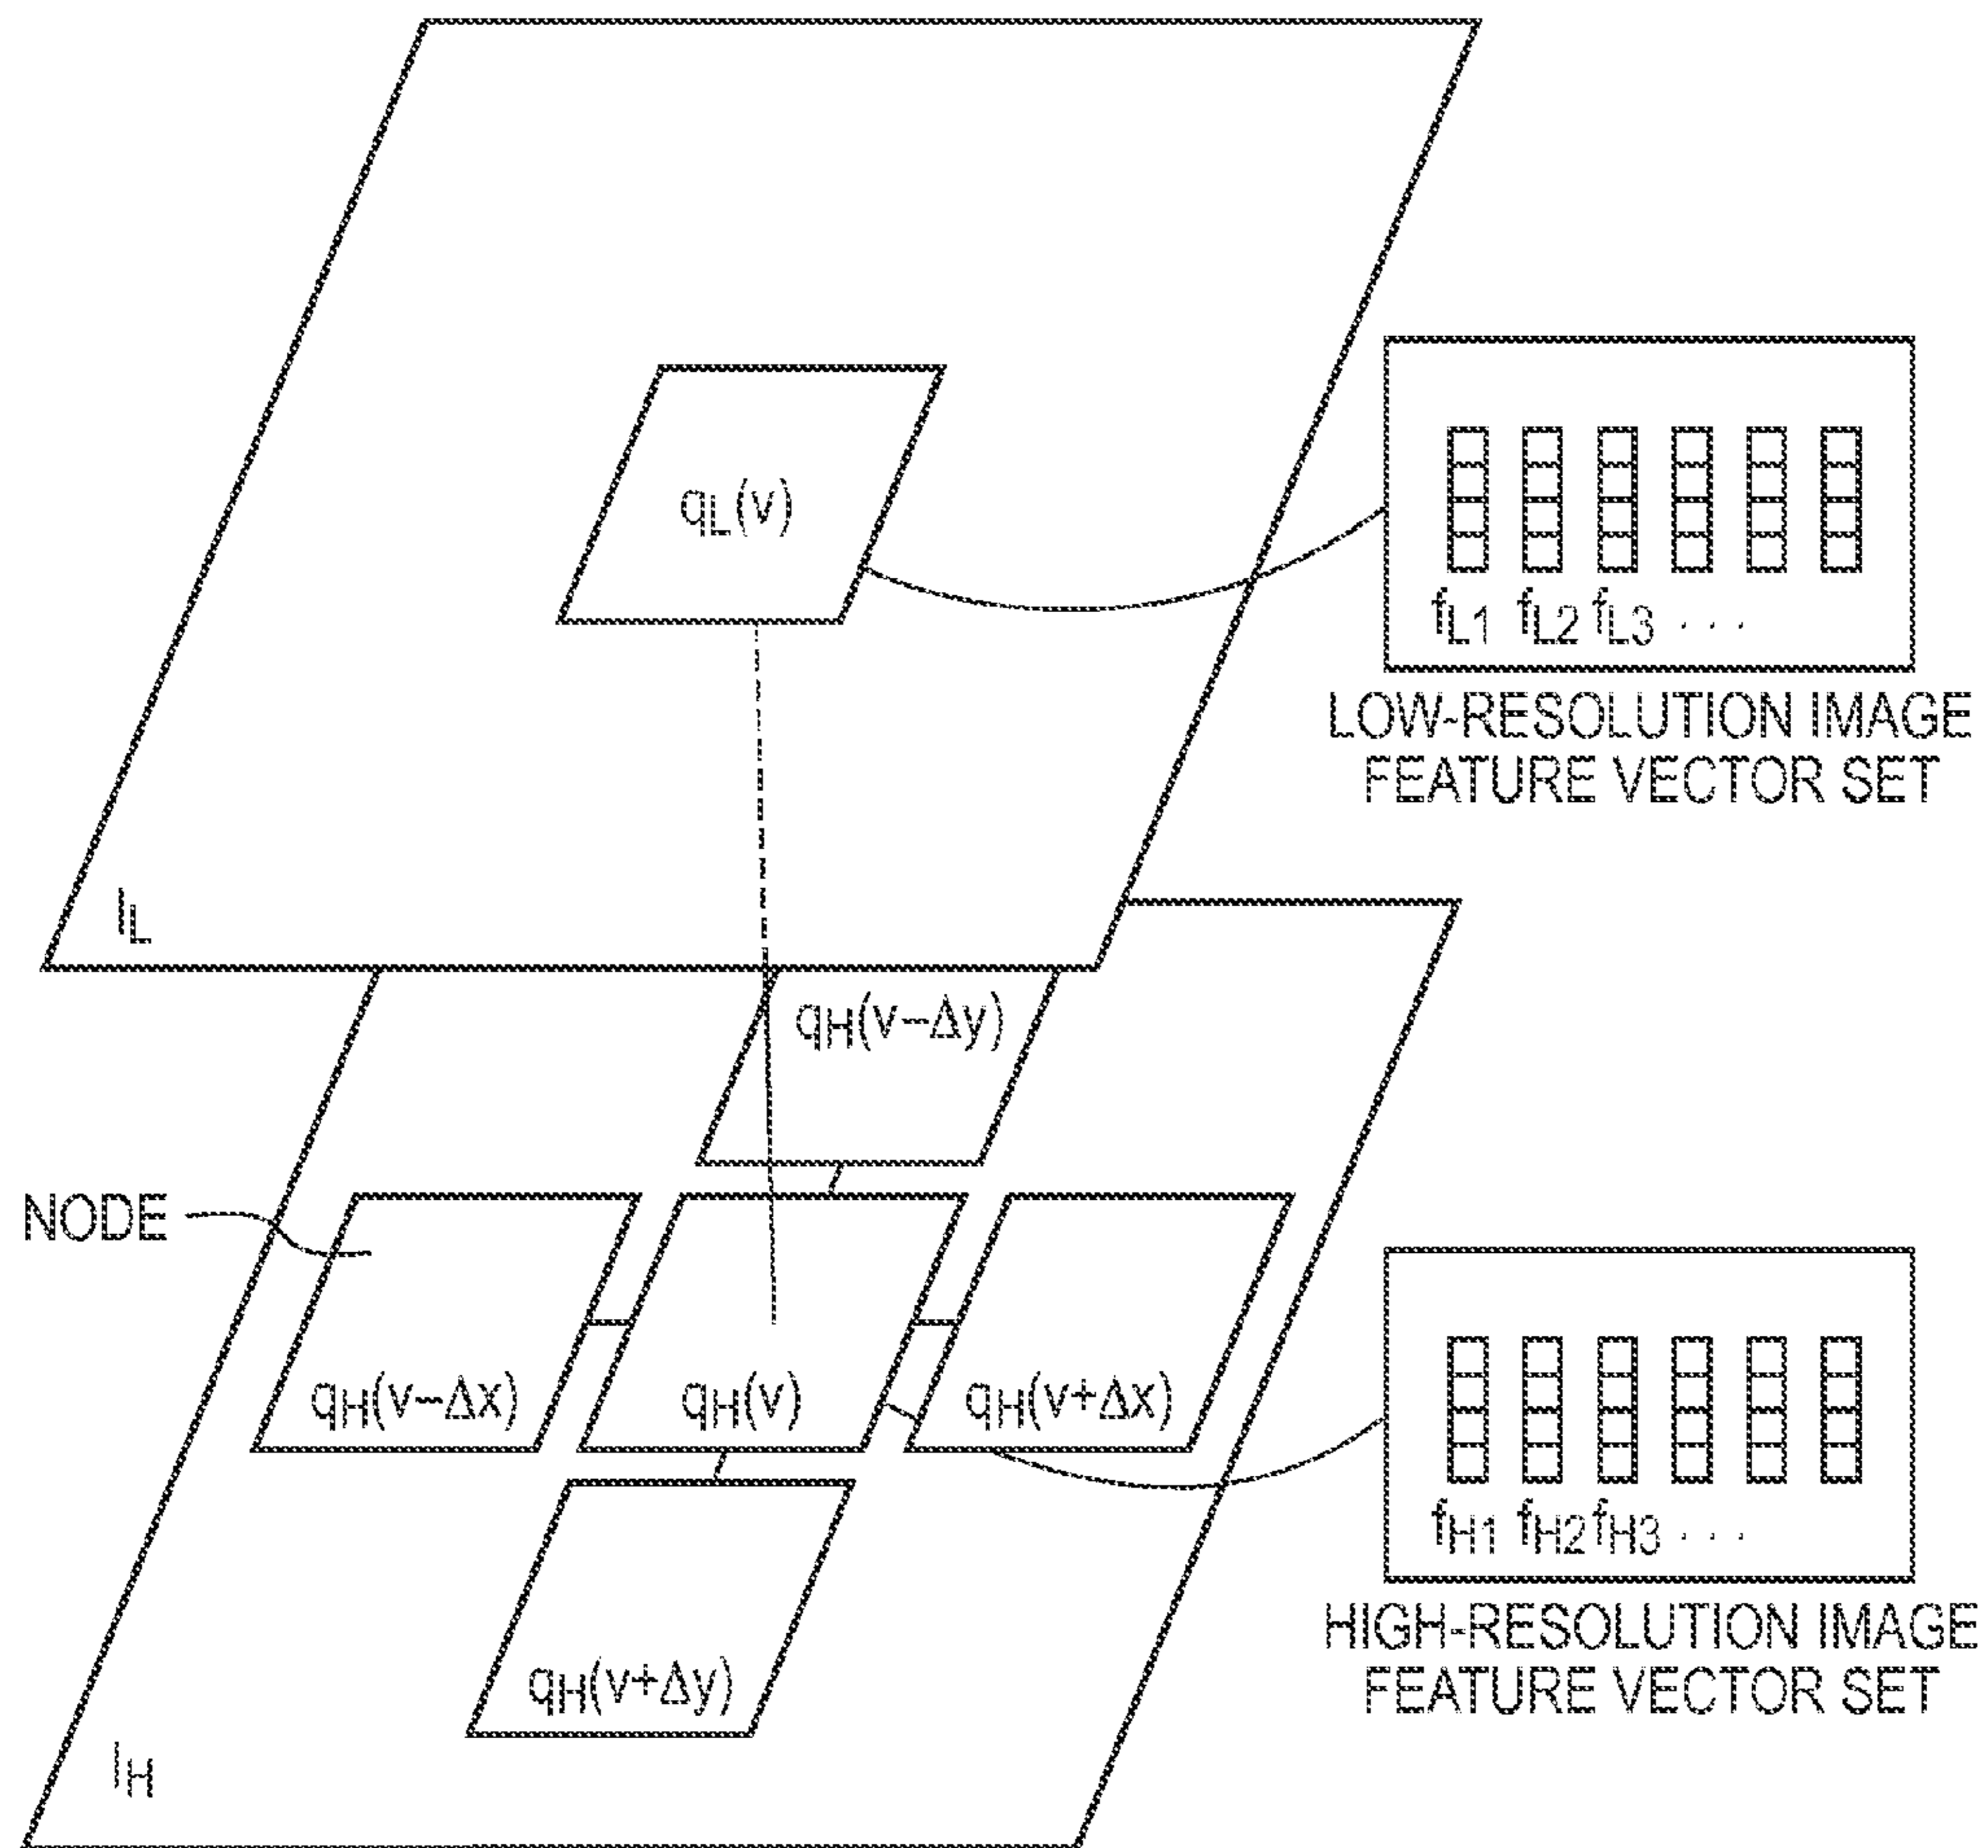 qL(v)
fL1 fL2 fL3 . . .
LOW-RESOLUTION IMAGE
FEATURE VECTOR SET
IL
qH(v-Δy)
NODE
qH(v-Δx) qH(v) qH(v+Δx)
fH1 fH2 fH3 . . .
HIGH-RESOLUTION IMAGE
FEATURE VECTOR SET
qH(v+Δy)
IH